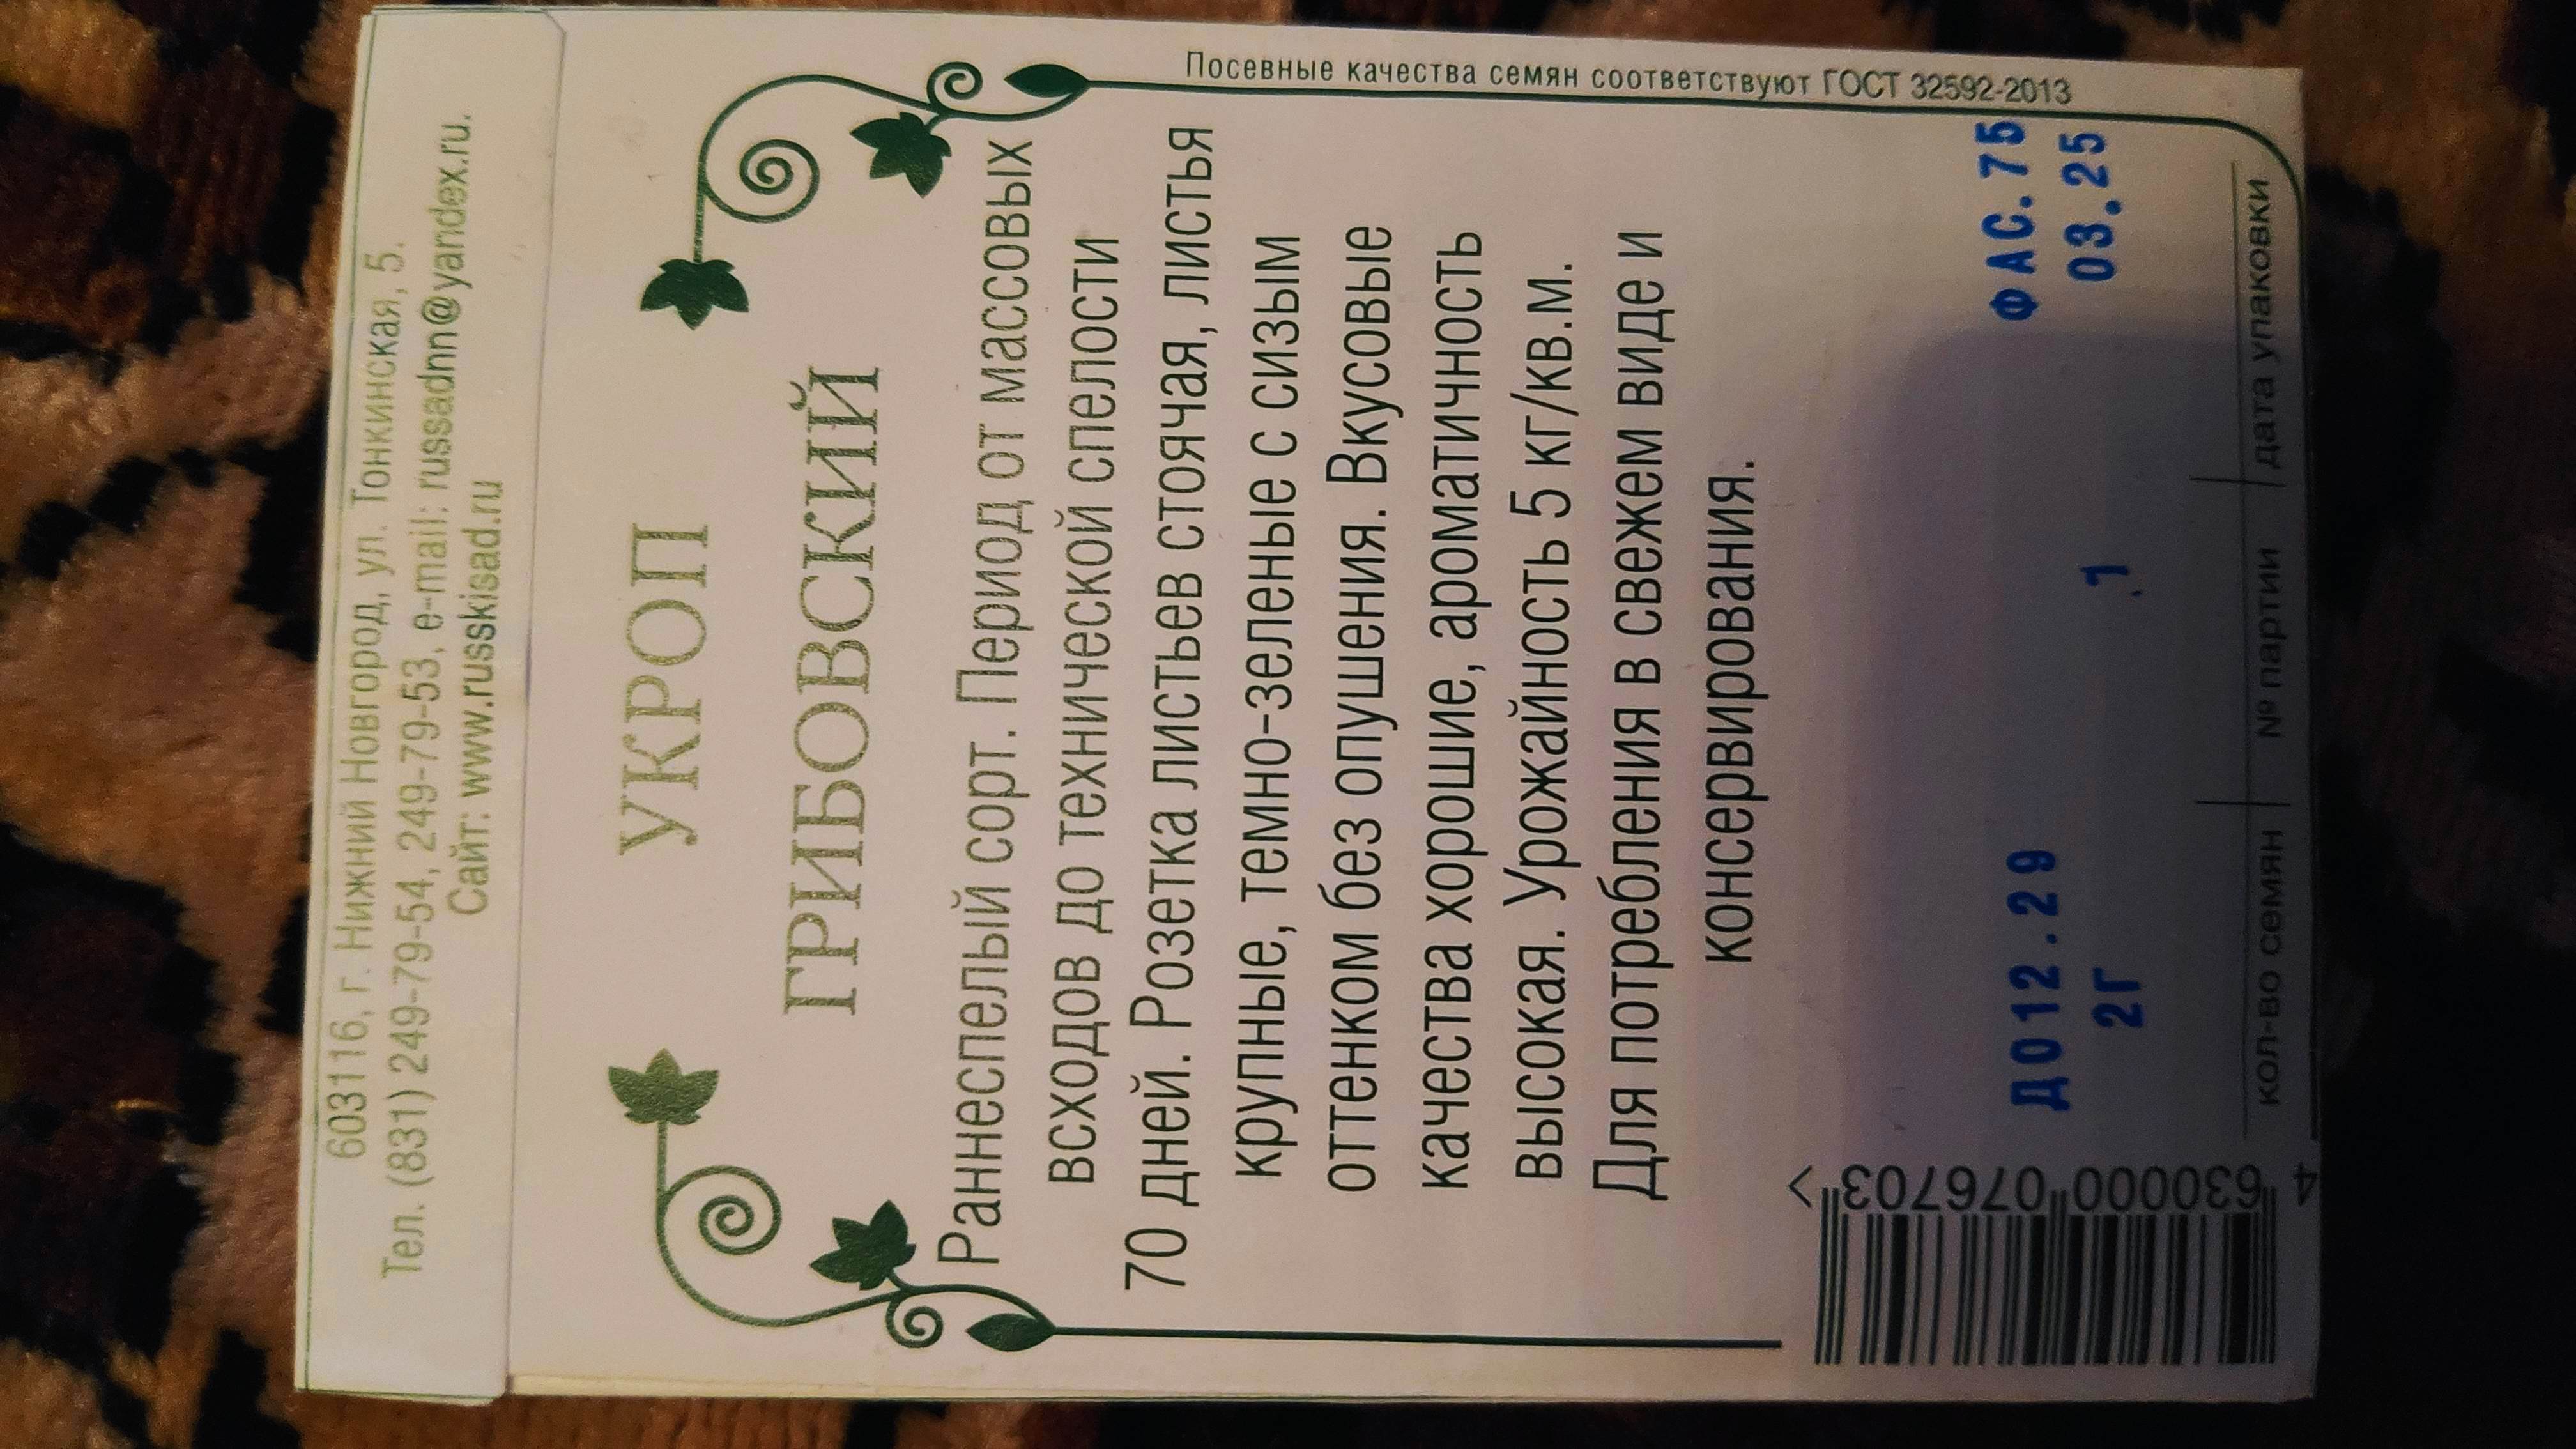 603116, г. Нижний Новгород, ул. Тонкинская, 5.
Тел. (831) 249-79-54, 249-79-53, e-mail: russadnn@yandex.ru.
Сайт: www.russkisad.ru
УКРОП
ГРИБОВСКИЙ
Раннеспелый сорт. Период от массовых
всходов до технической спелости
70 дней. Розетка листьев стоячая, листья
крупные, темно-зеленые с сизым
оттенком без опушения. Вкусовые
качества хорошие, ароматичность
высокая. Урожайность 5 кг/кв.м.
Для потребления в свежем виде и
консервирования.
Посевные качества семян соответствуют ГОСТ 32592-2013
4 630000 076703 >
ДО12.29 ФАС.75
2Г 1 03.25
кол-во семян № партии дата упаковки